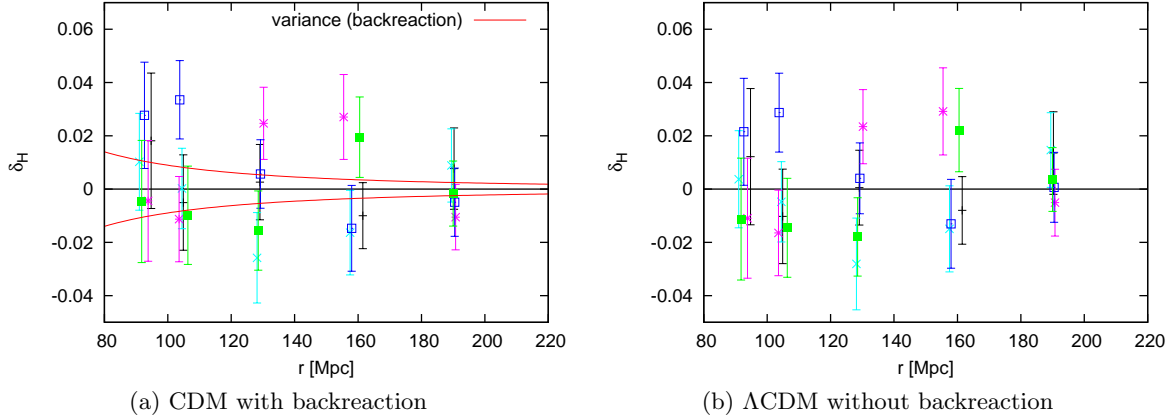 variance (backreaction)
0.06
0.04
0.02
0
-0.02
-0.04
δH
80 100 120 140 160 180 200 220
r [Mpc]
(a) CDM with backreaction
0.06
0.04
0.02
0
-0.02
-0.04
δH
80 100 120 140 160 180 200 220
r [Mpc]
(b) ΛCDM without backreaction